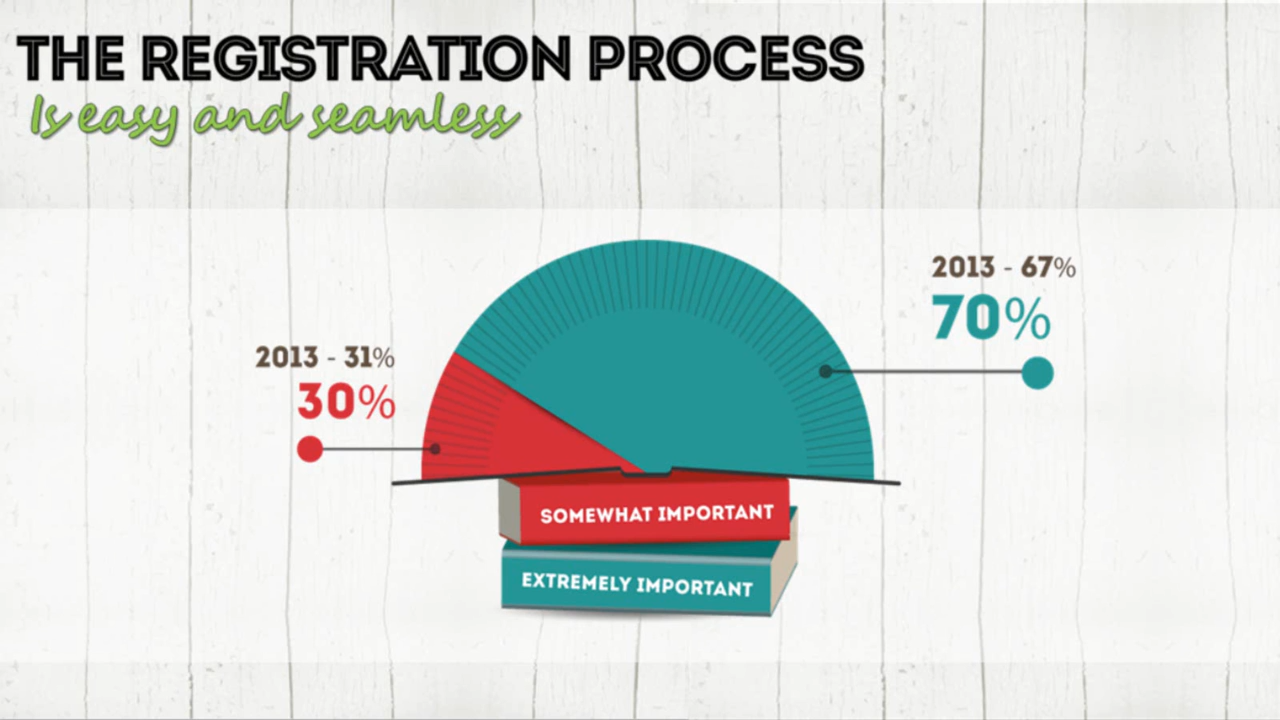 THE REGISTRATION PROCESS
Is easy and seamless
2013 - 67%
70%
2013 - 31%
30%
SOMEWHAT IMPORTANT
EXTREMELY IMPORTANT